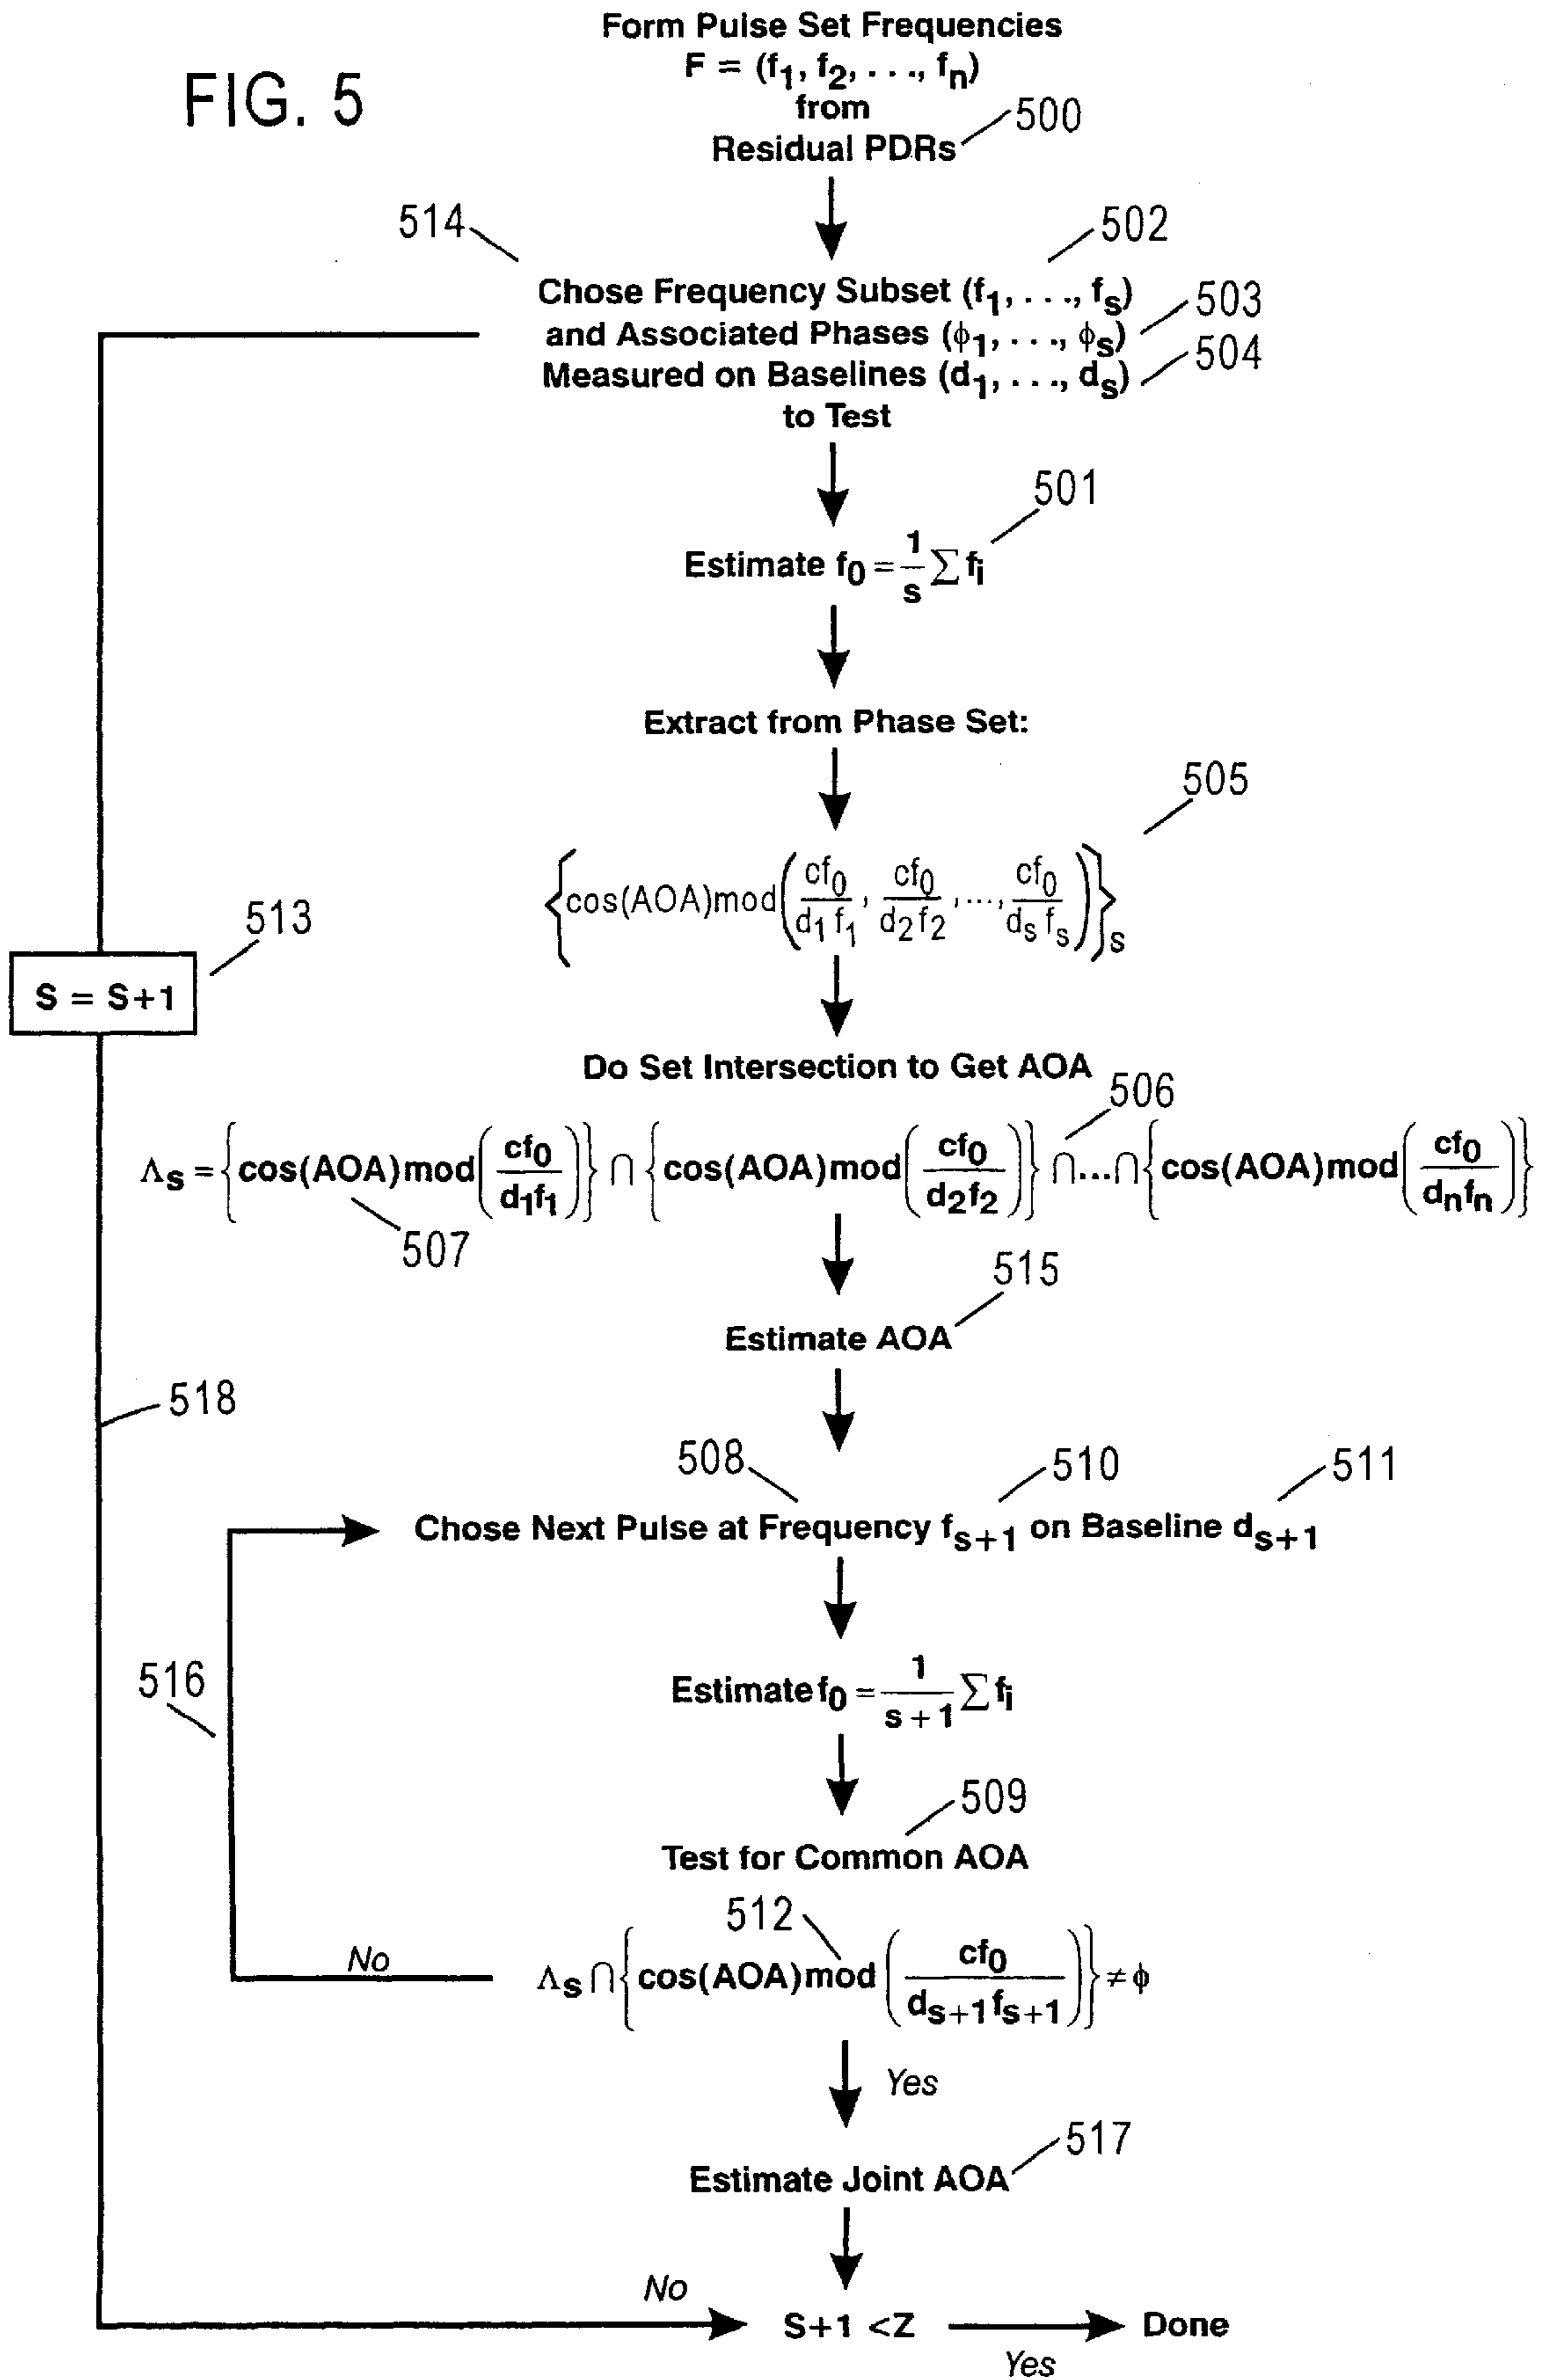 FIG. 5
Form Pulse Set Frequencies
F = (f1, f2, . . ., fn)
from
Residual PDRs
500
514
502
Chose Frequency Subset (f1, . . ., fs)
and Associated Phases (ϕ1, . . ., ϕs)
503
Measured on Baselines (d1, . . ., ds)
504
to Test
501
Estimate f0 = 1/s ∑ fi
Extract from Phase Set:
505
{cos(AOA)mod(cf0/d1 f1, cf0/d2f2, ..., cf0/ds fs)}s
513
S = S+1
Do Set Intersection to Get AOA
506
Λs = {cos(AOA)mod(cf0/d1f1)} ∩ {cos(AOA)mod(cf0/d2f2)} ∩...∩ {cos(AOA)mod(cf0/dnfn)}
507
515
Estimate AOA
518
508
510
511
Chose Next Pulse at Frequency fs+1 on Baseline ds+1
516
Estimate f0 = 1/s + 1 ∑ fi
509
Test for Common AOA
512
No
Λs ∩ {cos(AOA)mod(cf0/ds+1 fs+1)} ≠ ϕ
Yes
517
Estimate Joint AOA
No
S+1 <Z
Done
Yes